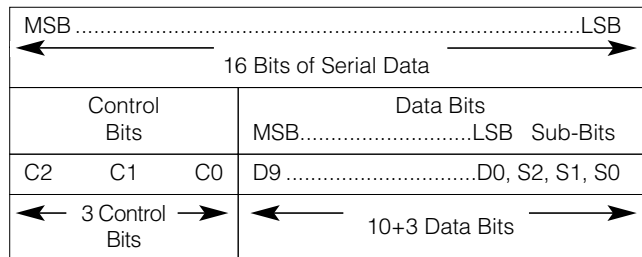 MSB.......................................................................................LSB
16 Bits of Serial Data
Control
Bits
Data Bits
MSB.............................LSB Sub-Bits
C2 C1 C0
D9..................................D0, S2, S1, S0
3 Control
Bits
10+3 Data Bits